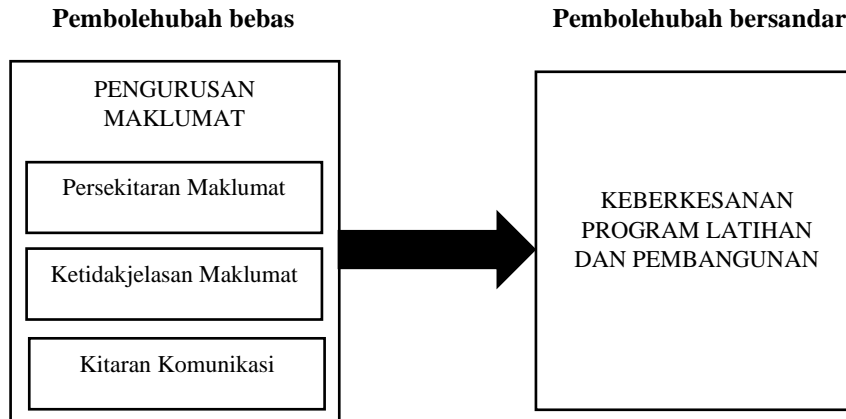 Pembolehubah bebas
Pembolehubah bersandar
PENGURUSAN
MAKLUMAT
Persekitaran Maklumat
Ketidakjelasan Maklumat
Kitaran Komunikasi
KEBERKESANAN
PROGRAM LATIHAN
DAN PEMBANGUNAN